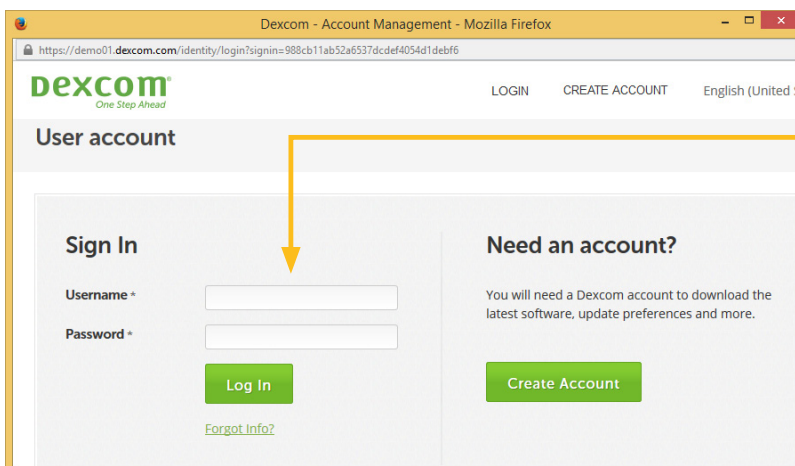 Dexcom - Account Management - Mozilla Firefox
https://demo01.dexcom.com/identity/login?signin=988cb11ab52a6537dcdef4054d1debf6
Dexcom
One Step Ahead
LOGIN CREATE ACCOUNT English (United
User account
Sign In
Username *
Password *
Log In
Forgot Info?
Need an account?
You will need a Dexcom account to download the
latest software, update preferences and more.
Create Account